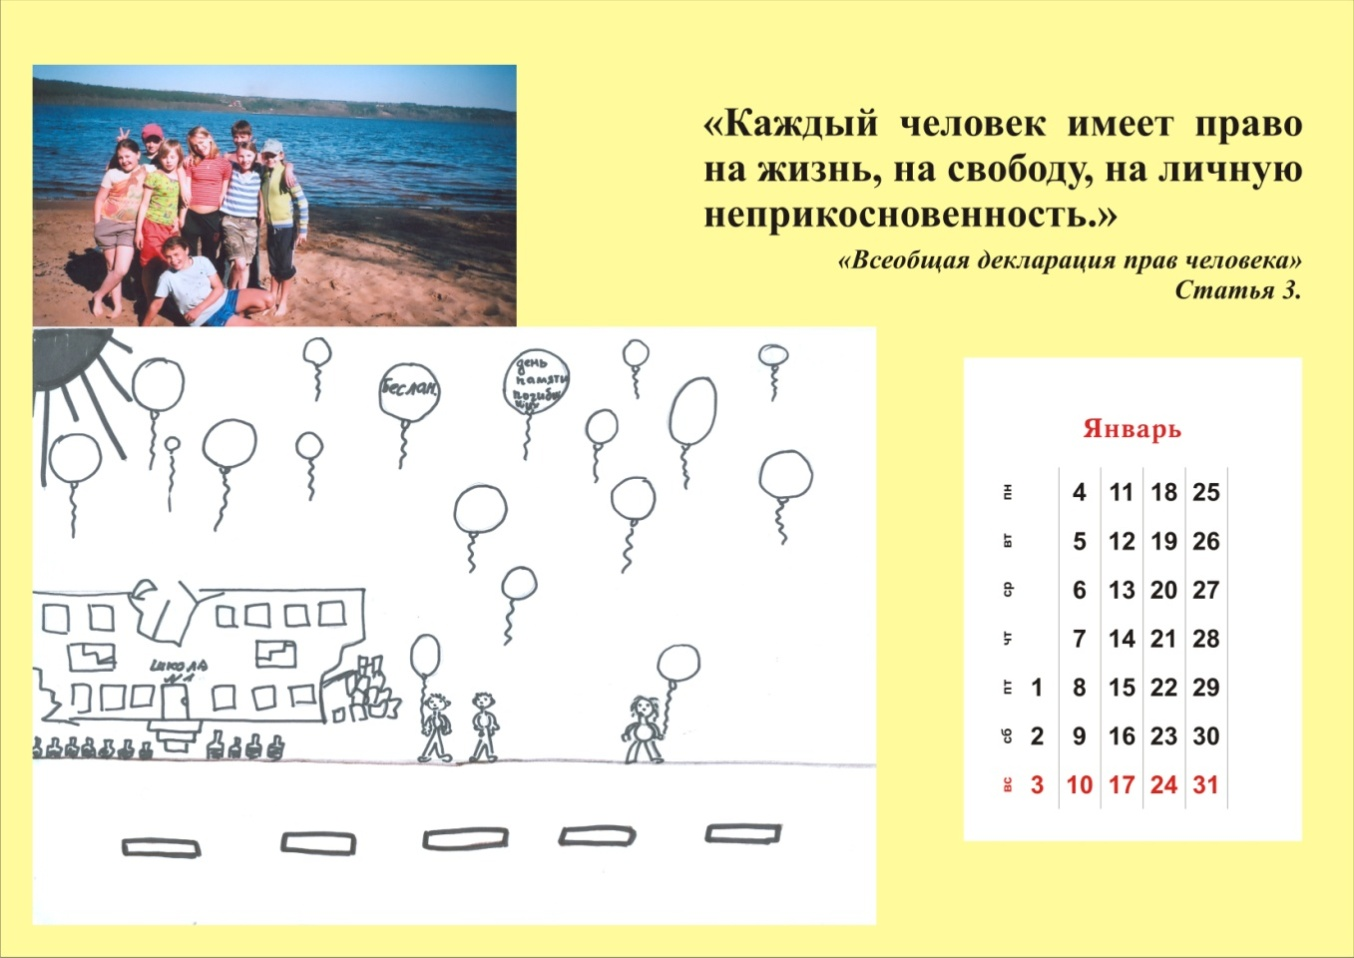 «Каждый человек имеет право
на жизнь, на свободу, на личную
неприкосновенность.»
«Всеобщая декларация прав человека»
Статья 3.
Беслан.
день
памяти
погибш
ких
школа
№1
Январь
пн 4 11 18 25
вт 5 12 19 26
ср 6 13 20 27
чт 7 14 21 28
пт 1 8 15 22 29
сб 2 9 16 23 30
вс 3 10 17 24 31